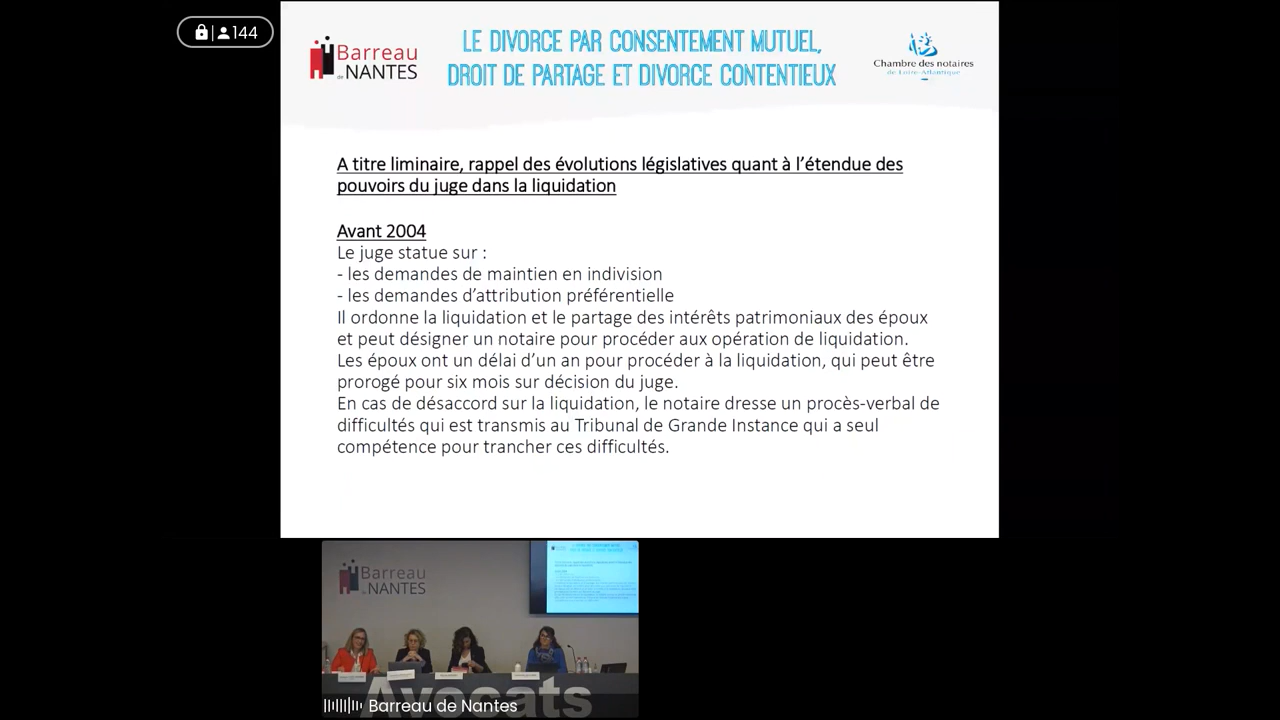 144
Barreau
de NANTES
LE DIVORCE PAR CONSENTEMENT MUTUEL,
DROIT DE PARTAGE ET DIVORCE CONTENTIEUX
Chambre des notaires
de Loire-Atlantique
A titre liminaire, rappel des évolutions législatives quant à l’étendue des
pouvoirs du juge dans la liquidation
Avant 2004
Le juge statue sur :
- les demandes de maintien en indivision
- les demandes d’attribution préférentielle
Il ordonne la liquidation et le partage des intérêts patrimoniaux des époux
et peut désigner un notaire pour procéder aux opération de liquidation.
Les époux ont un délai d’un an pour procéder à la liquidation, qui peut être
prorogé pour six mois sur décision du juge.
En cas de désaccord sur la liquidation, le notaire dresse un procès-verbal de
difficultés qui est transmis au Tribunal de Grande Instance qui a seul
compétence pour trancher ces difficultés.
Barreau
de NANTES
Avocats
Barreau de Nantes